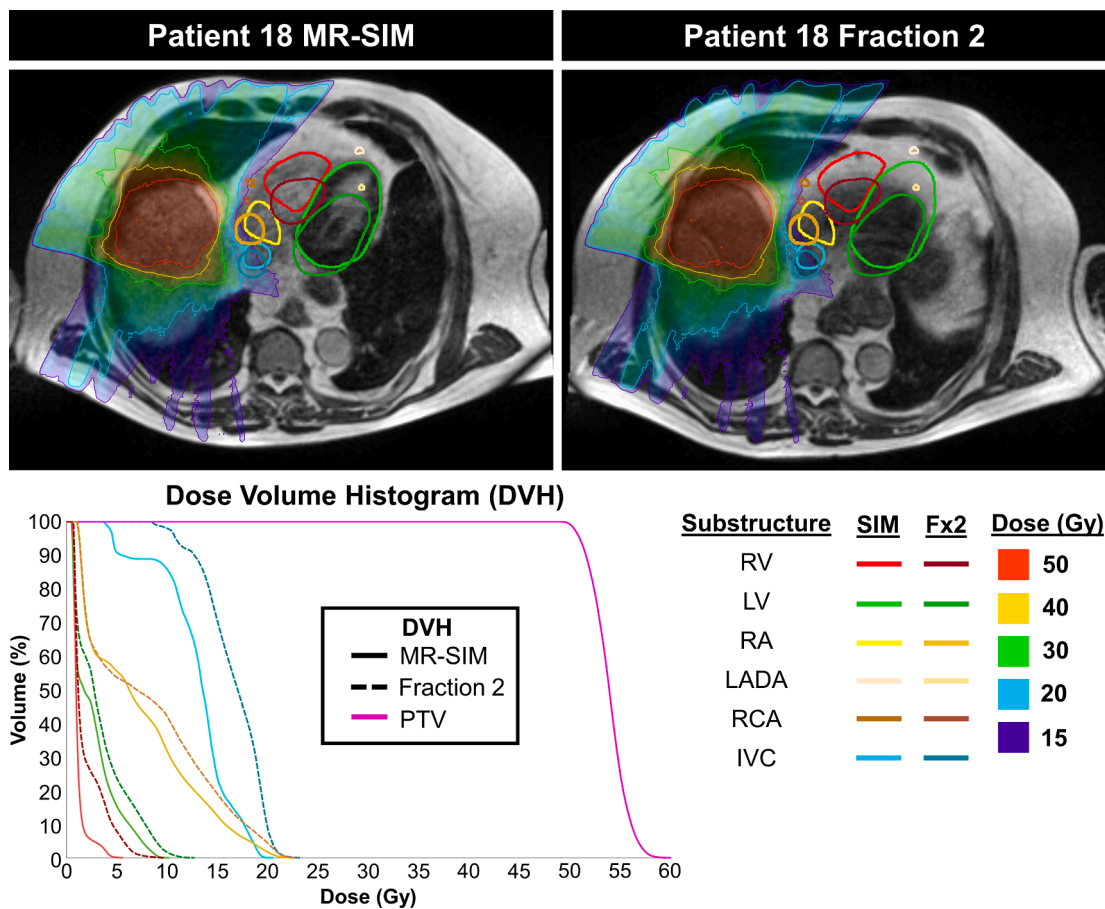 Patient 18 MR-SIM
Patient 18 Fraction 2
Dose Volume Histogram (DVH)
Volume (%)
100
90
80
70
60
50
40
30
20
10
0
0 5 10 15 20 25 30 35 40 45 50 55 60
Dose (Gy)
DVH
MR-SIM
Fraction 2
PTV
Substructure SIM Fx2 Dose (Gy)
RV
LV
RA
LADA
RCA
IVC
50
40
30
20
15